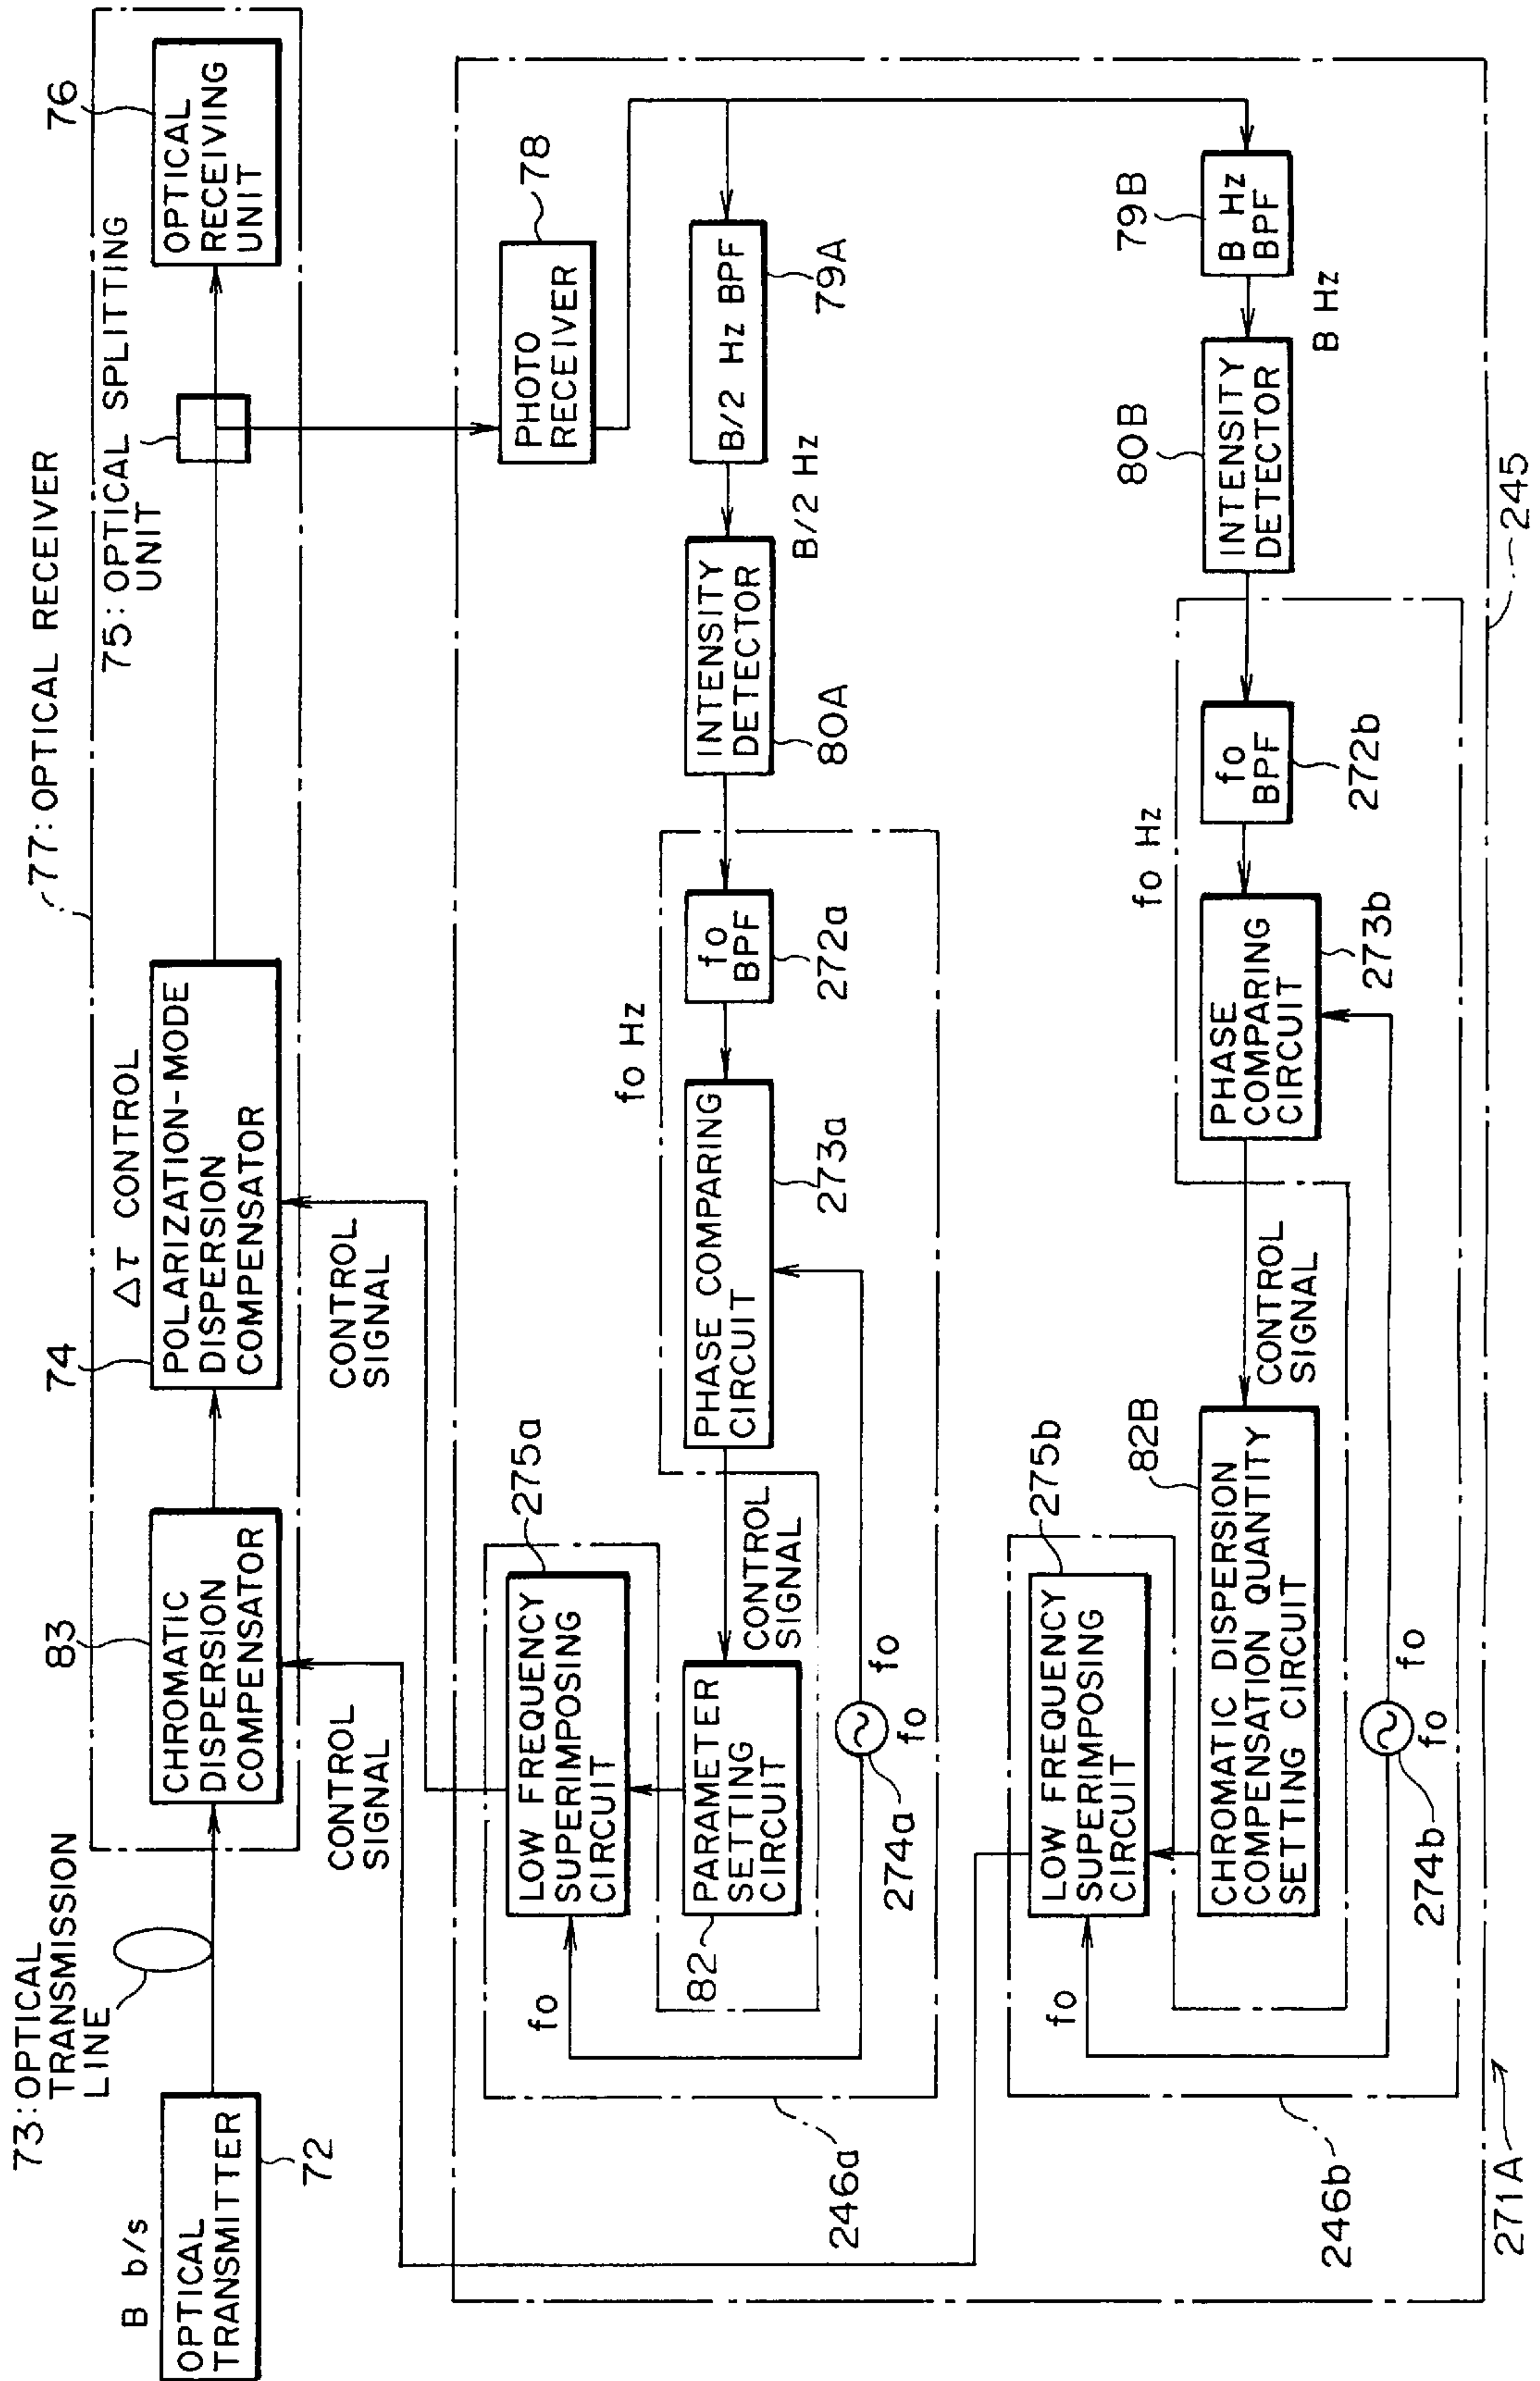 73:OPTICAL
TRANSMISSION
LINE
B b/s
OPTICAL
TRANSMITTER
72
77:OPTICAL RECEIVER
83
CHROMATIC
DISPERSION
COMPENSATOR
CONTROL
SIGNAL
74
Δτ CONTROL
POLARIZATION-MODE
DISPERSION
COMPENSATOR
CONTROL
SIGNAL
75:OPTICAL SPLITTING
UNIT
76
OPTICAL
RECEIVING
UNIT
78
PHOTO
RECEIVER
B/2 Hz BPF
79A
B/2 Hz
INTENSITY
DETECTOR
80A
fo Hz
fo
BPF
272a
PHASE COMPARING
CIRCUIT
273a
CONTROL
SIGNAL
275a
LOW FREQUENCY
SUPERIMPOSING
CIRCUIT
PARAMETER
SETTING
CIRCUIT
82
fo
fo
fo
274a
246a
79B
B Hz
BPF
B Hz
80B
INTENSITY
DETECTOR
fo Hz
fo
BPF
272b
PHASE
COMPARING
CIRCUIT
273b
CONTROL
SIGNAL
275b
LOW FREQUENCY
SUPERIMPOSING
CIRCUIT
82B
CHROMATIC DISPERSION
COMPENSATION QUANTITY
SETTING CIRCUIT
fo
fo
fo
274b
246b
245
271A